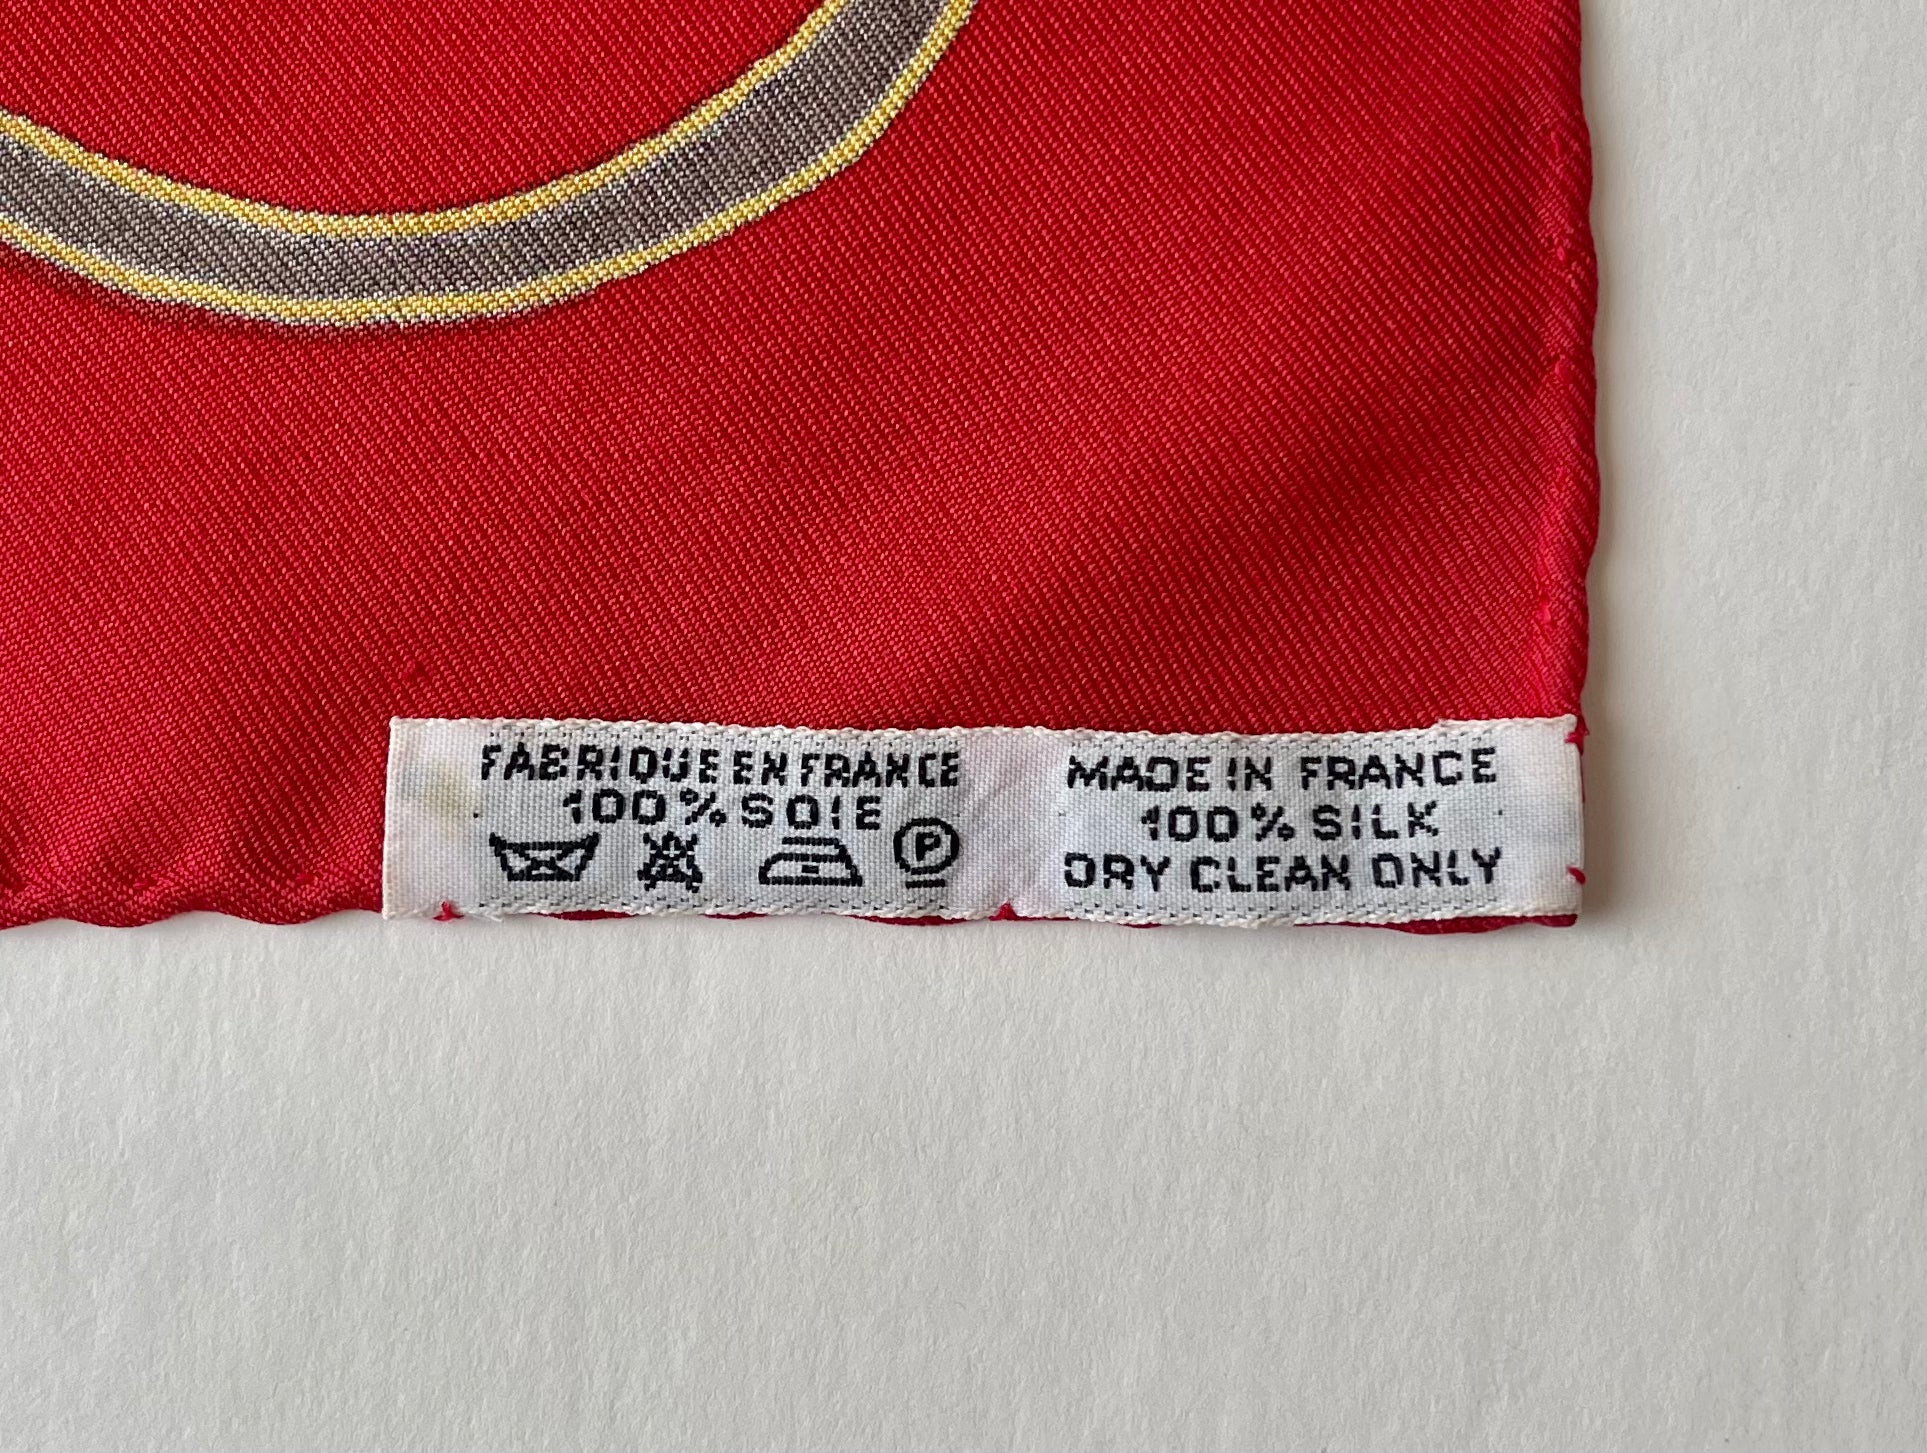 FABRIQUE EN FRANCE
100% SOIE
P
MADE IN FRANCE
100% SILK
DRY CLEAN ONLY